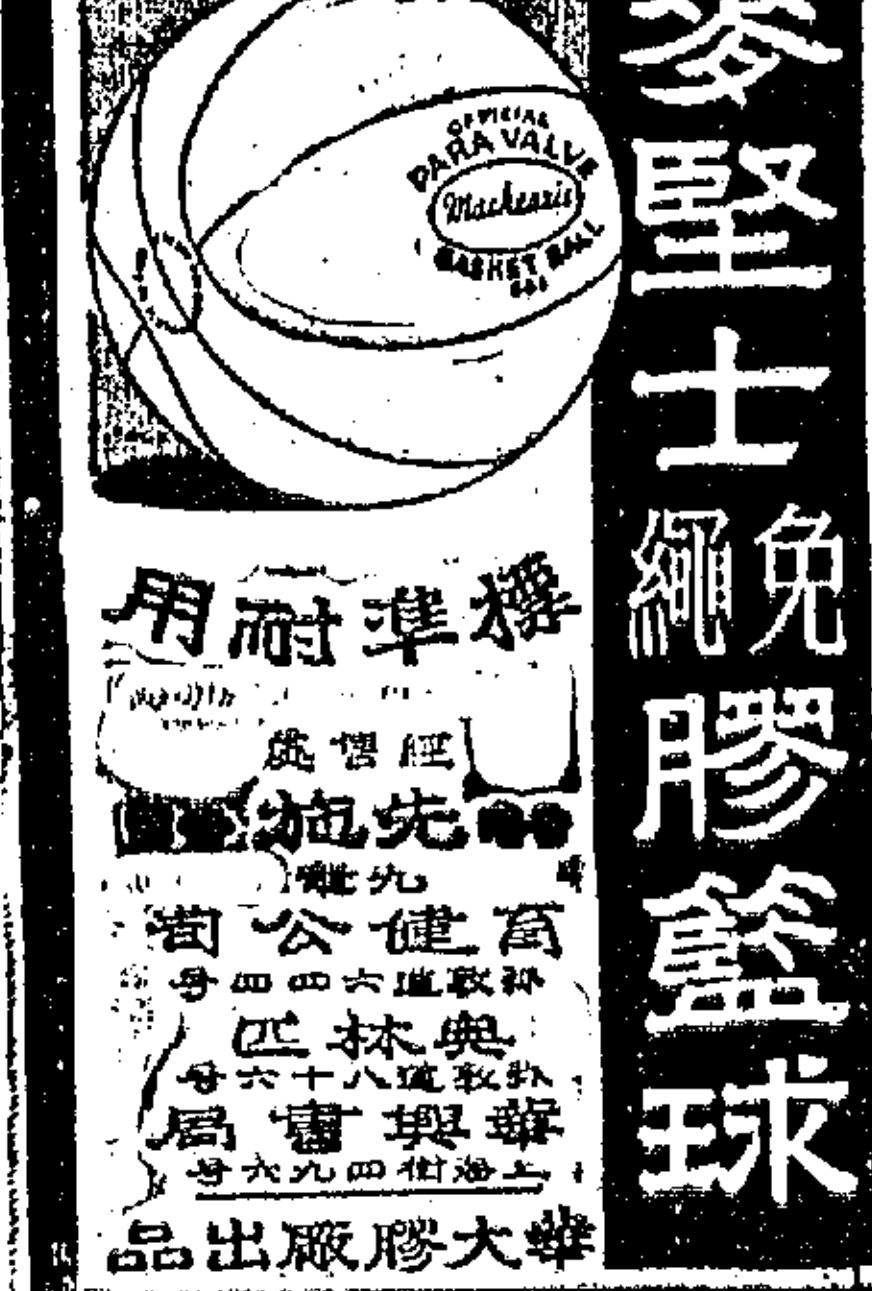 麥堅士免繩膠籃球
OFFICIAL
PARA VALVE
Mackenzie
BASKET BALL
標準耐用
經售處
先施
九龍
健公司
彌敦道六四四號
奧林匹
彌敦道八十六號
華興書局
上海街四九六號
華大膠廠出品